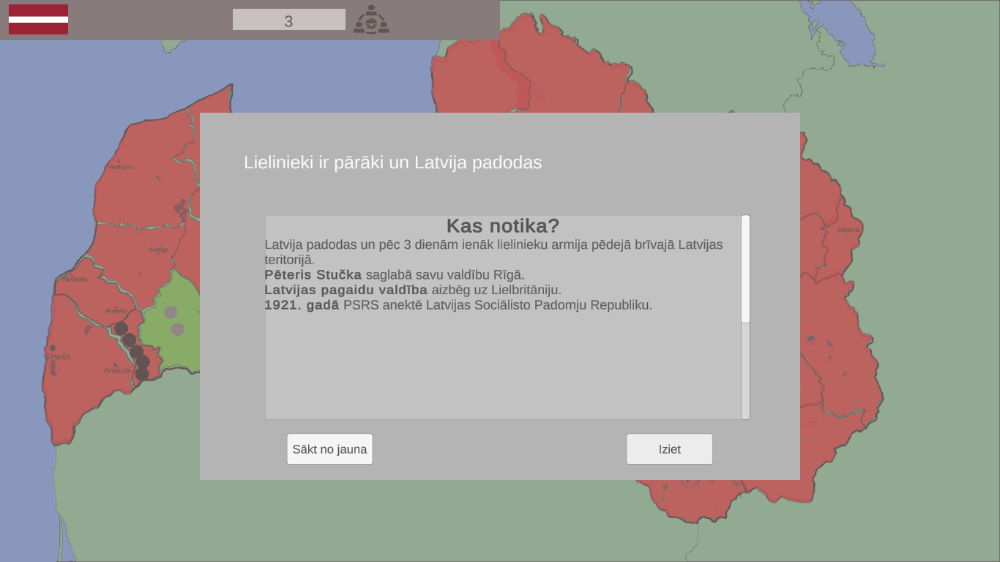 3
Lielinieki ir pārāki un Latvija padodas
Kas notika?
Latvija padodas un pēc 3 dienām ienāk lielinieku armija pēdejā brīvajā Latvijas
teritorijā.
Pēteris Stučka saglabā savu valdību Rīgā.
Latvijas pagaidu valdība aizbēg uz Lielbritāniju.
1921. gadā PSRS anektē Latvijas Sociālisto Padomju Republiku.
Sākt no jauna
Iziet
Ventspils
Kuldīga
Pāvilosta
Aizpute
Liepāja
Priekule
Abrene